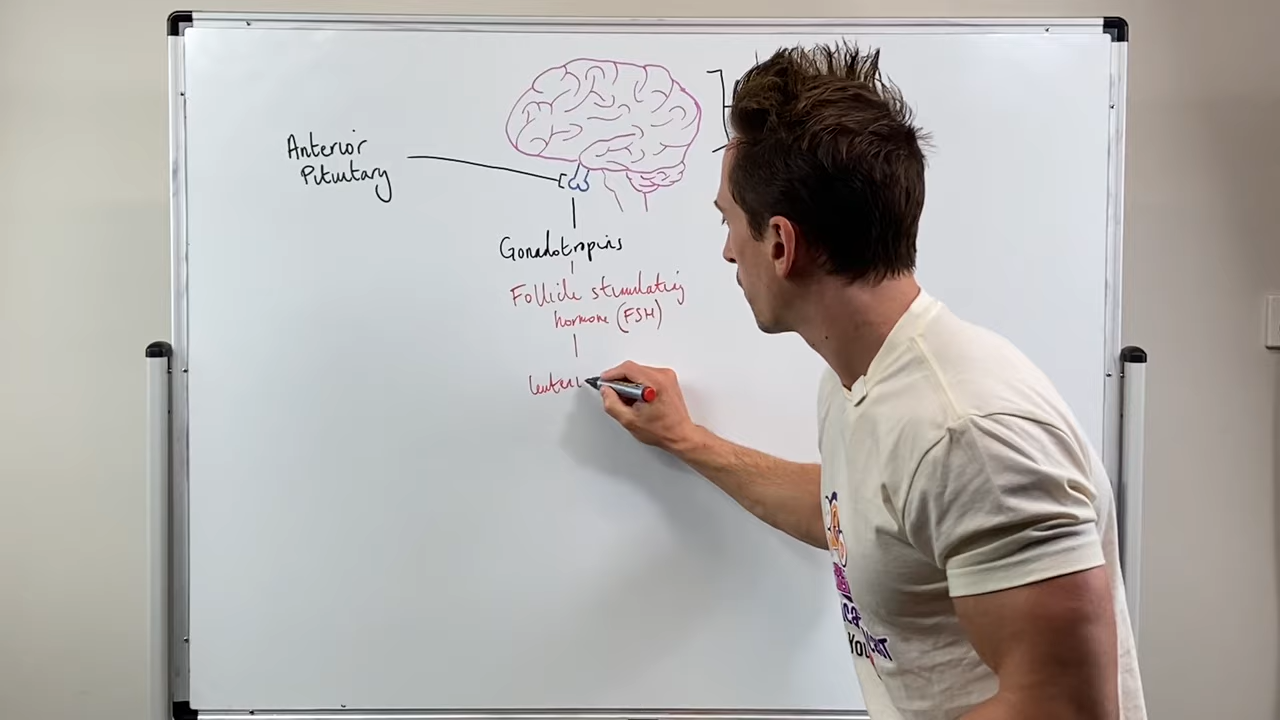 Anterior
Pituitary
Gonadotropins
Follicle stimulating
hormone (FSH)